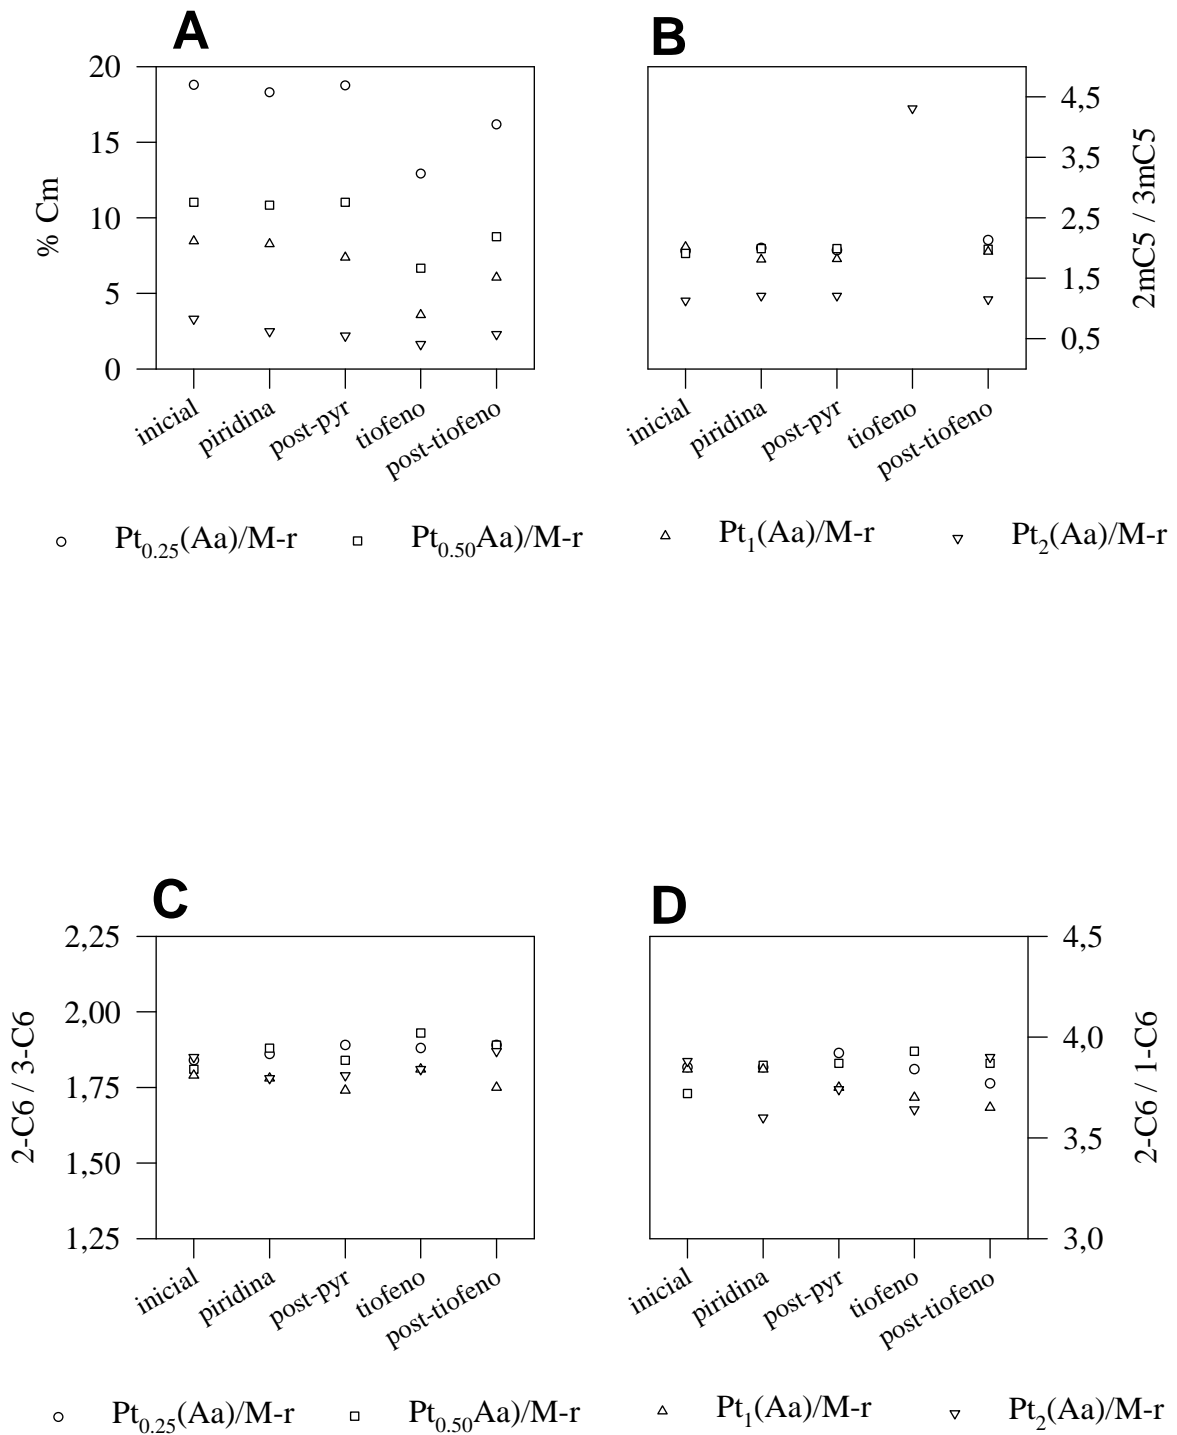 A
B
20
15
10
5
0
% Cm
inicial
piridina
post-pyr
tiofeno
post-tiofeno
4,5
3,5
2,5
1,5
0,5
2mC5 / 3mC5
inicial
piridina
post-pyr
tiofeno
post-tiofeno
Pt0.25(Aa)/M-r
Pt0.50Aa)/M-r
Pt1(Aa)/M-r
Pt2(Aa)/M-r
C
D
2,25
2,00
1,75
1,50
1,25
2-C6 / 3-C6
inicial
piridina
post-pyr
tiofeno
post-tiofeno
4,5
4,0
3,5
3,0
2-C6 / 1-C6
inicial
piridina
post-pyr
tiofeno
post-tiofeno
Pt0.25(Aa)/M-r
Pt0.50Aa)/M-r
Pt1(Aa)/M-r
Pt2(Aa)/M-r